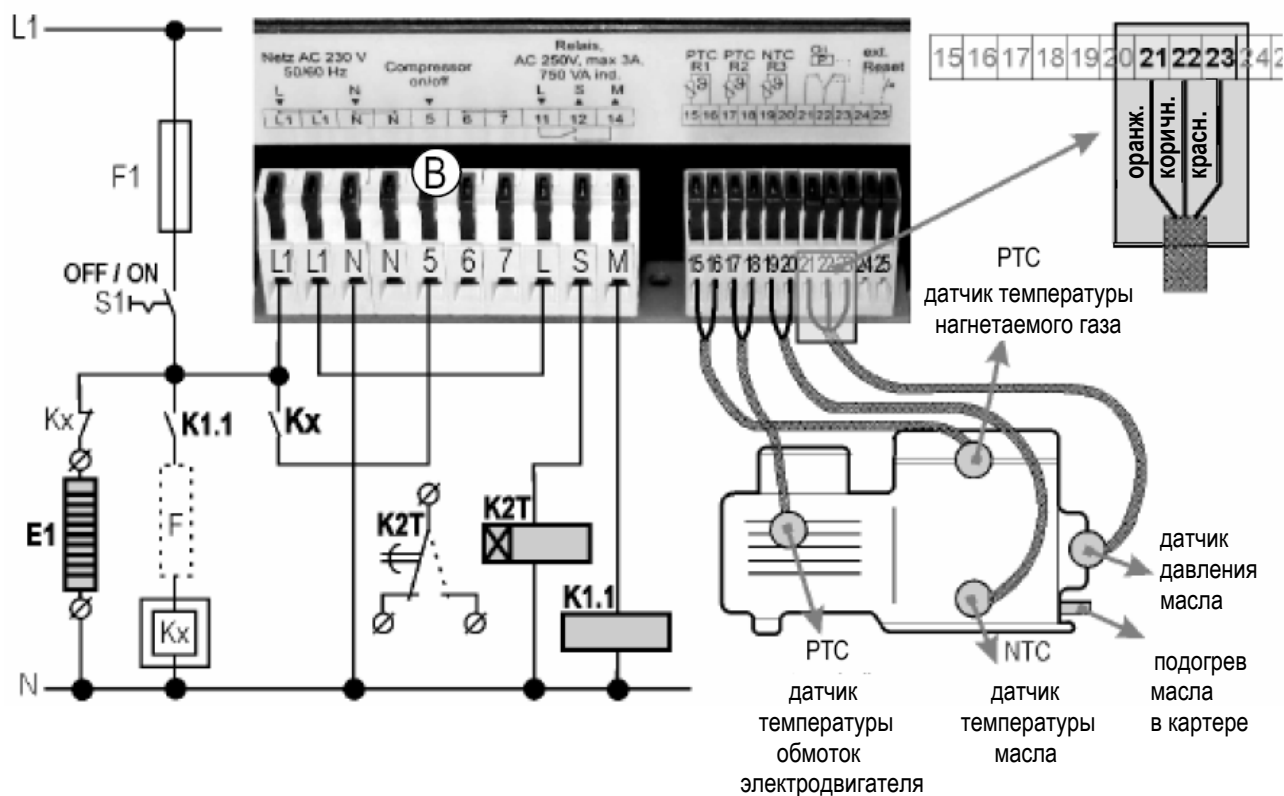 L1
Netz AC 230 V
50/60 Hz
Compressor
on/off
Relais,
AC 250V, max 3A,
750 VA ind.
L N L S M
L1 L1 N N 5 6 7 11 12 14
PTC PTC NTC
R1 R2 R3
P
ext.
Reset
15 16 17 18 19 20 21 22 23 24 25
15 16 17 18 19 20 21 22 23 24 2
оранж.
коричн.
красн.
F1
B
L1 L1 N N 5 6 7 L S M
15 16 17 18 19 20 21 22 23 24 25
OFF / ON
S1
PTC
датчик температуры
нагнетаемого газа
Kx
K1.1
Kx
E1
F
Kx
K2T
K2T
K1.1
датчик
давления
масла
N
PTC
датчик
температуры
обмоток
электродвигателя
NTC
датчик
температуры
масла
подогрев
масла
в картере